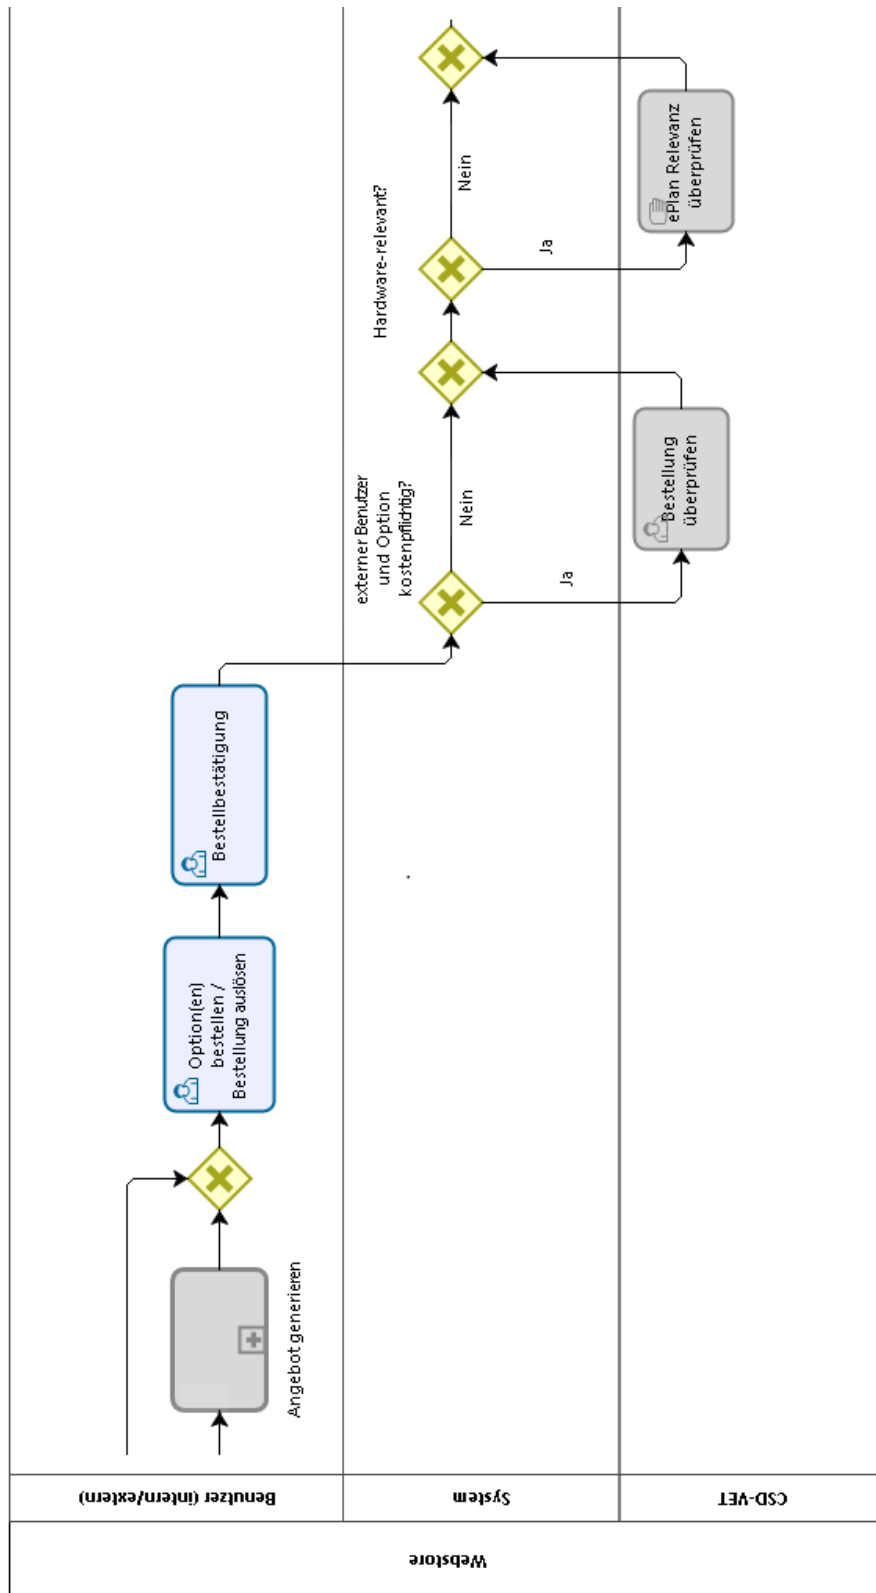 Webstore
Benutzer (intern/extern)
System
CSD-VET
Angebot generieren
Option(en)
bestellen /
Bestellung auslösen
Bestellbestätigung
externer Benutzer
und Option
kostenpflichtig?
Nein
Ja
Bestellung
überprüfen
Hardware-relevant?
Nein
Ja
ePlan Relevanz
überprüfen